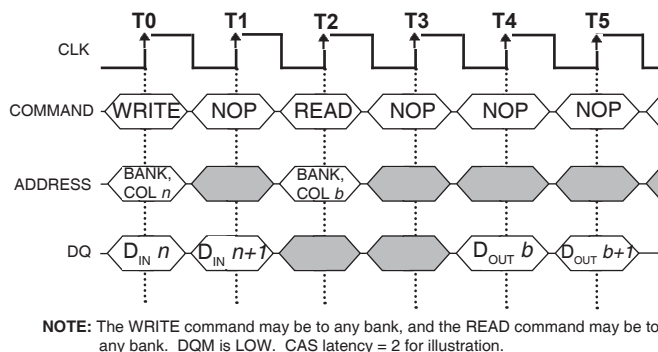 T0 T1 T2 T3 T4 T5
CLK
COMMAND WRITE NOP READ NOP NOP NOP
ADDRESS BANK, COL n BANK, COL b
DQ DIN n DIN n+1 DOUT b DOUT b+1
NOTE: The WRITE command may be to any bank, and the READ command may be to
any bank. DQM is LOW. CAS latency = 2 for illustration.